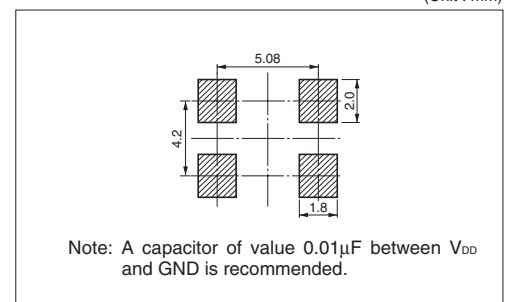 (Unit : mm)
5.08
2.0
4.2
1.8
Note: A capacitor of value 0.01μF between VDD
and GND is recommended.